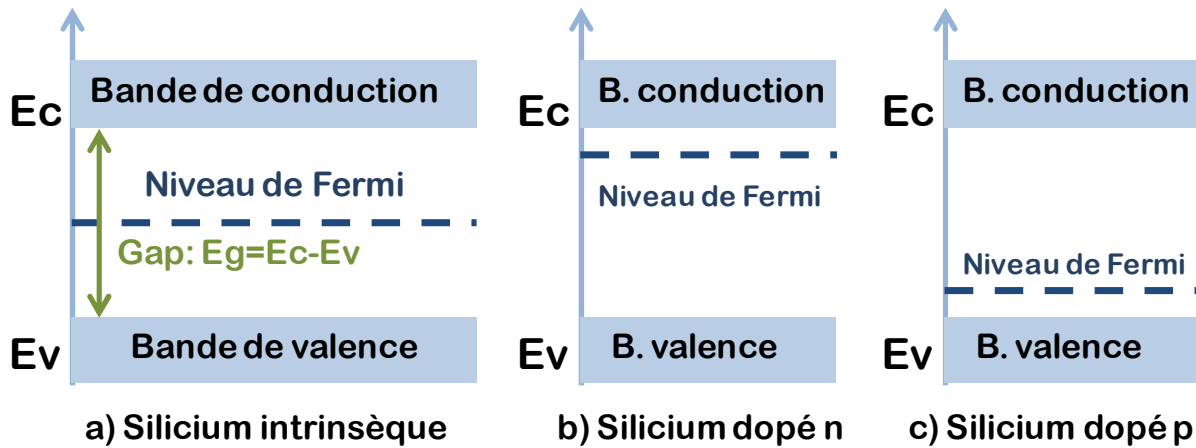 Bande de conduction
Ec
Niveau de Fermi
Gap: Eg=Ec-Ev
Ev
Bande de valence
a) Silicium intrinsèque
B. conduction
Ec
Niveau de Fermi
Ev
B. valence
b) Silicium dopé n
B. conduction
Ec
Niveau de Fermi
Ev
B. valence
c) Silicium dopé p